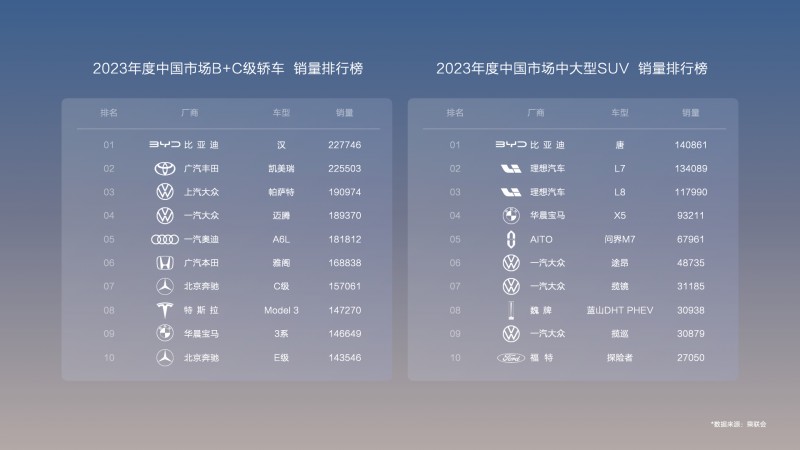 2023年度中国市场B+C级轿车 销量排行榜
排名 厂商 车型 销量
01 BYD 比亚迪 汉 227746
02 广汽丰田 凯美瑞 225503
03 上汽大众 帕萨特 190974
04 一汽大众 迈腾 189370
05 一汽奥迪 A6L 181812
06 广汽本田 雅阁 168838
07 北京奔驰 C级 157061
08 特斯拉 Model 3 147270
09 华晨宝马 3系 146649
10 北京奔驰 E级 143546
2023年度中国市场中大型SUV 销量排行榜
排名 厂商 车型 销量
01 BYD 比亚迪 唐 140861
02 理想汽车 L7 134089
03 理想汽车 L8 117990
04 华晨宝马 X5 93211
05 AITO 问界M7 67961
06 一汽大众 途昂 48735
07 一汽大众 揽镜 31185
08 魏牌 蓝山DHT PHEV 30938
09 一汽大众 揽巡 30879
10 Ford 福特 探险者 27050
*数据来源：乘联会